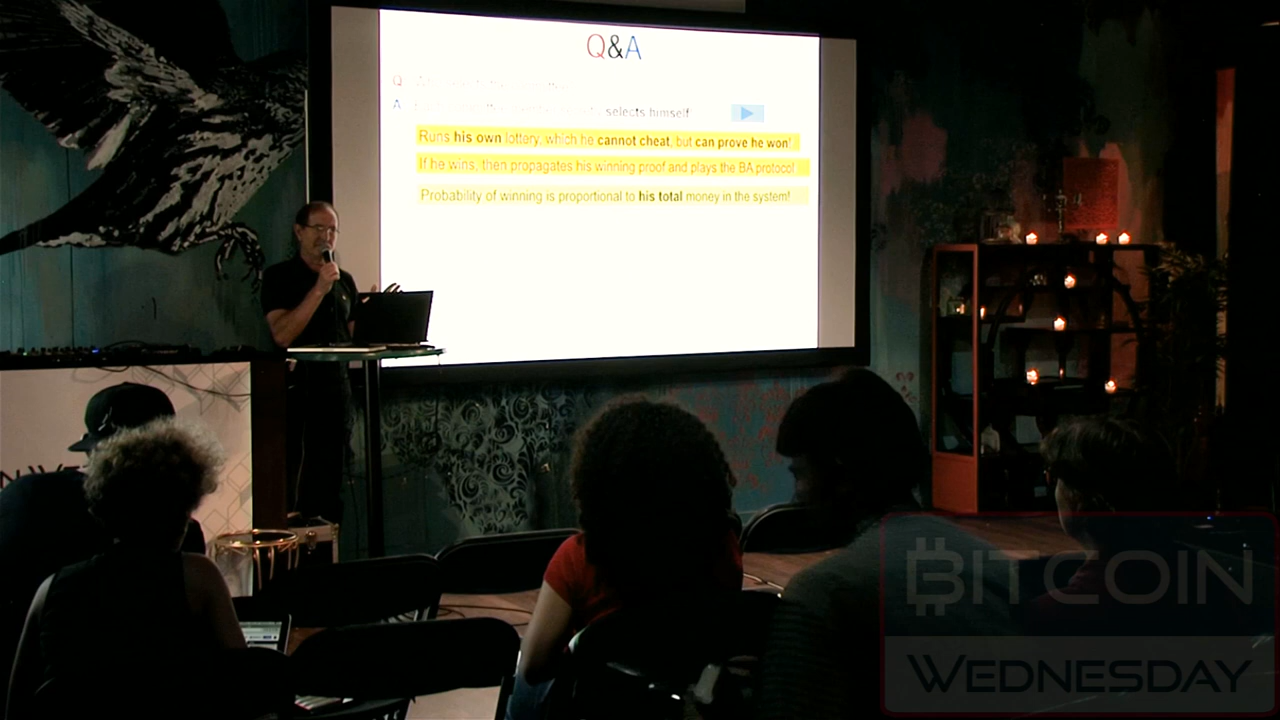 Q&A
Q
A selects himself
Runs his own lottery, which he cannot cheat, but can prove he won!
If he wins, then propagates his winning proof and plays the BA protocol
Probability of winning is proportional to his total money in the system!
BITCOIN
WEDNESDAY